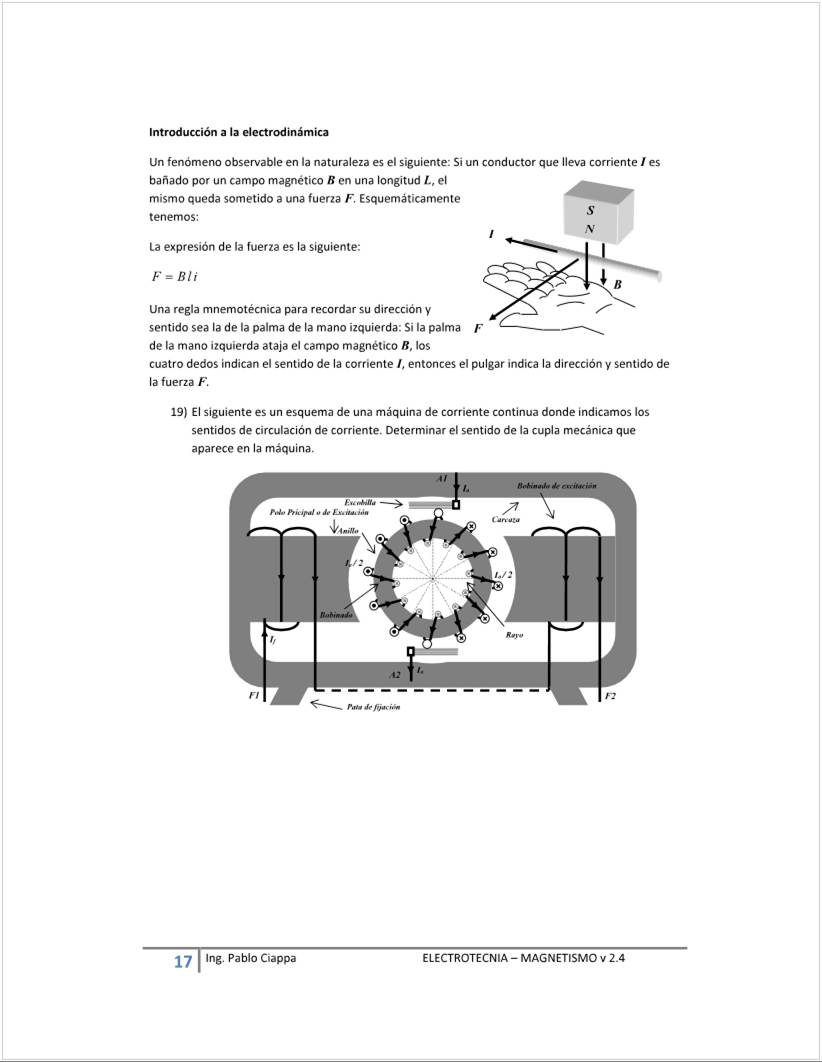 Introducción a la electrodinámica
Un fenómeno observable en la naturaleza es el siguiente: Si un conductor que lleva corriente I es
bañado por un campo magnético B en una longitud L, el
mismo queda sometido a una fuerza F. Esquemáticamente
tenemos:
La expresión de la fuerza es la siguiente:
F = B l i
Una regla mnemotécnica para recordar su dirección y
sentido sea la de la palma de la mano izquierda: Si la palma
de la mano izquierda ataja el campo magnético B, los
cuatro dedos indican el sentido de la corriente I, entonces el pulgar indica la dirección y sentido de
la fuerza F.
S
N
I
B
F
19) El siguiente es un esquema de una máquina de corriente continua donde indicamos los
sentidos de circulación de corriente. Determinar el sentido de la cupla mecánica que
aparece en la máquina.
A1
Ia
Bobinado de excitación
Escobilla
Polo Pricipal o de Excitación
Carcaza
Anillo
Ia / 2
Ia / 2
Bobinado
Rayo
If
A2
Ia
F1
F2
Pata de fijación
17
Ing. Pablo Ciappa
ELECTROTECNIA – MAGNETISMO v 2.4